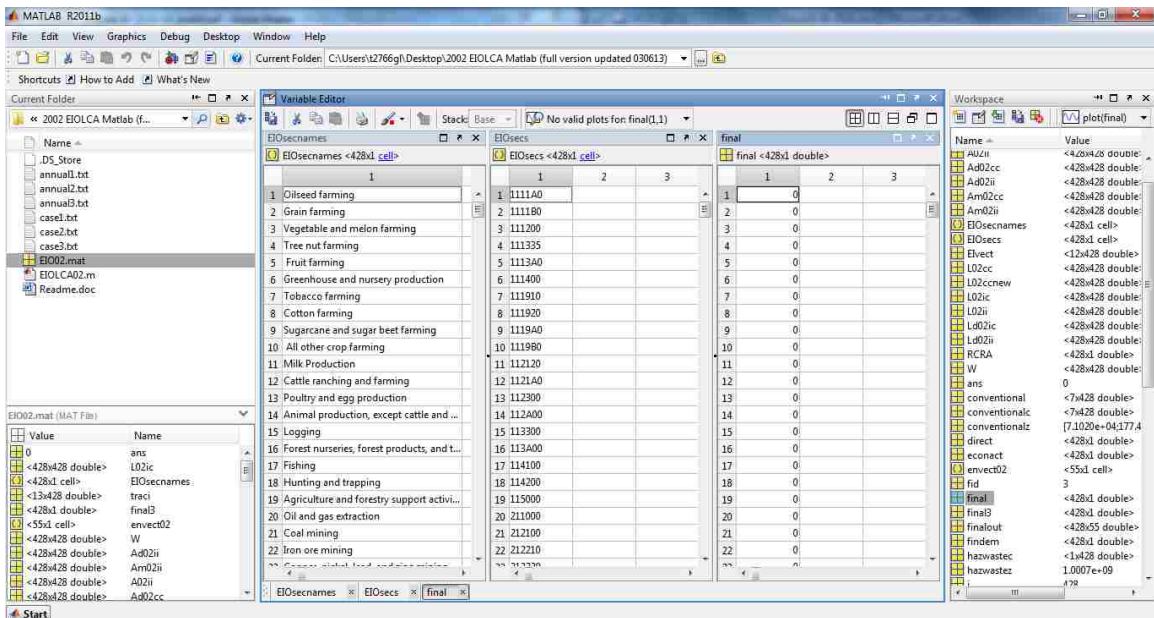 MATLAB R2011b
File Edit View Graphics Debug Desktop Window Help
Current Folder: C:\Users\t2766gl\Desktop\2002 EIOLCA Matlab (full version updated 030613)
Shortcuts How to Add What's New
Current Folder
« 2002 EIOLCA Matlab (f...
Name
.DS_Store
annual1.txt
annual2.txt
annual3.txt
case1.txt
case2.txt
case3.txt
EIO02.mat
EIOLCA02.m
Readme.doc
EIO02.mat (MAT File)
Value Name
0 ans
<428x428 double> L02ic
<428x1 cell> EIOsecnames
<13x428 double> traci
<428x1 double> final3
<55x1 cell> envect02
<428x428 double> W
<428x428 double> Ad02ii
<428x428 double> Am02ii
<428x428 double> A02ii
<428x428 double> Ad02cc
Start
Variable Editor
Stack: Base No valid plots for: final(1,1)
EIOsecnames
EIOsecnames <428x1 cell>
1
1 Oilseed farming
2 Grain farming
3 Vegetable and melon farming
4 Tree nut farming
5 Fruit farming
6 Greenhouse and nursery production
7 Tobacco farming
8 Cotton farming
9 Sugarcane and sugar beet farming
10 All other crop farming
11 Milk Production
12 Cattle ranching and farming
13 Poultry and egg production
14 Animal production, except cattle and ...
15 Logging
16 Forest nurseries, forest products, and t...
17 Fishing
18 Hunting and trapping
19 Agriculture and forestry support activi...
20 Oil and gas extraction
21 Coal mining
22 Iron ore mining
EIOsecs
EIOsecs <428x1 cell>
1 2 3
1 1111A0
2 1111B0
3 111200
4 111335
5 1113A0
6 111400
7 111910
8 111920
9 1119A0
10 1119B0
11 112120
12 1121A0
13 112300
14 112A00
15 113300
16 113A00
17 114100
18 114200
19 115000
20 211000
21 212100
22 212210
final
final <428x1 double>
1 2 3
1 0
2 0
3 0
4 0
5 0
6 0
7 0
8 0
9 0
10 0
11 0
12 0
13 0
14 0
15 0
16 0
17 0
18 0
19 0
20 0
21 0
22 0
EIOsecnames EIOsecs final
Workspace
plot(final)
Name Value
A02ii <428x428 double>
Ad02cc <428x428 double>
Ad02ii <428x428 double>
Am02cc <428x428 double>
Am02ii <428x428 double>
EIOsecnames <428x1 cell>
EIOsecs <428x1 cell>
EIvect <12x428 double>
L02cc <428x428 double>
L02ccnew <428x428 double>
L02ic <428x428 double>
L02ii <428x428 double>
Ld02ic <428x428 double>
Ld02ii <428x428 double>
RCRA <428x1 double>
W <428x428 double>
ans 0
conventional <7x428 double>
conventionalc <7x428 double>
conventionalz [7.1020e+04;177.4
direct <428x1 double>
econact <428x1 double>
envect02 <55x1 cell>
fid 3
final <428x1 double>
final3 <428x1 double>
finalout <428x55 double>
findem <428x1 double>
hazwastec <1x428 double>
hazwastez 1.0007e+09
i 428